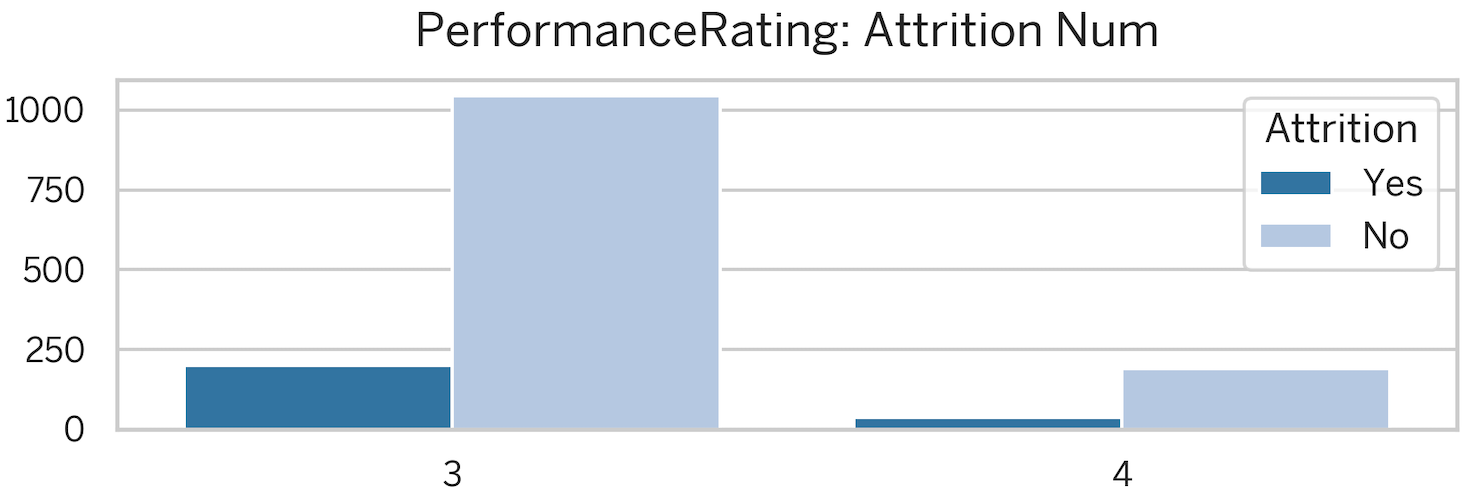 PerformanceRating: Attrition Num
1000
750
500
250
0
Attrition
Yes
No
3
4